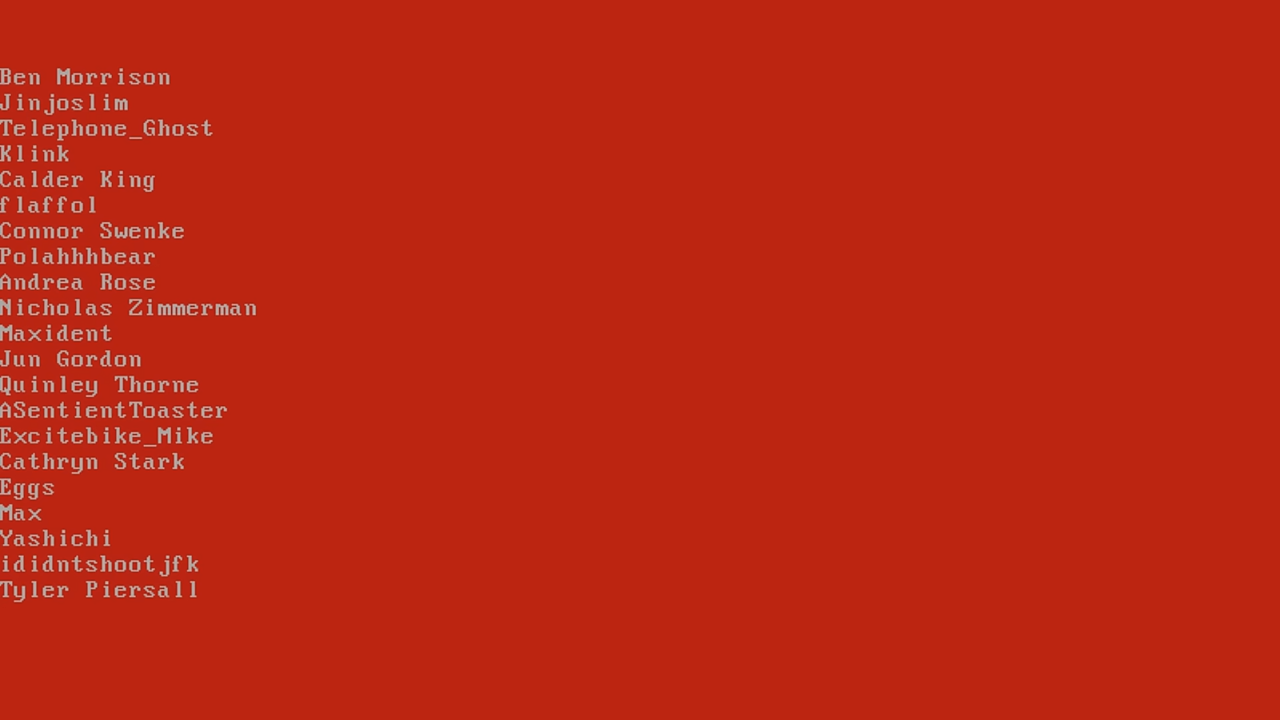 Ben Morrison
Jinjoslim
Telephone_Ghost
Klink
Calder King
flaffol
Connor Swenke
Polahhhbear
Andrea Rose
Nicholas Zimmerman
Maxident
Jun Gordon
Quinley Thorne
ASentientToaster
Excitebike_Mike
Cathryn Stark
Eggs
Max
Yashichi
ididntshootjfk
Tyler Piersall